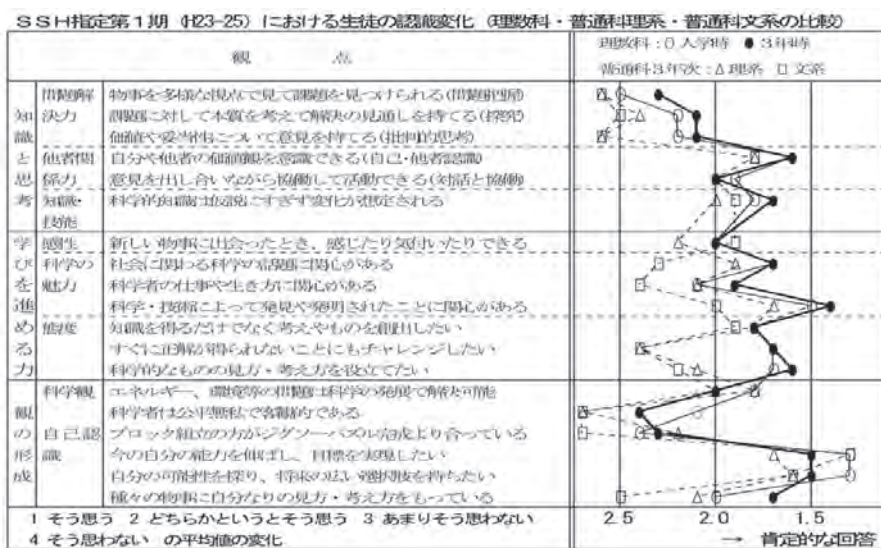 SSH指定第1期(H23-25)における生徒の認識変化(理数科・普通科理系・普通科文系の比較)
観 点
理数科:○入学時 ●3年時
普通科3年次:△理系 □文系
知識と思考
問題解決力
物事を多様な視点で見て課題を見つけられる(問題把握)
課題に対して本質を考えて解決の見通しを持てる(探究)
価値や妥当性について意見を持てる(批判的思考)
他者関係力
自分や他者の価値観を意識できる(自己・他者認識)
意見を出し合いながら協働して活動できる(対話と協働)
知識・技能
科学的知識は仮説にすぎず変化が想定される
学びを進める力
感性
新しい物事に出会ったとき、感じたり気付いたりできる
科学の魅力
社会に関わる科学の話題に関心がある
科学者の仕事や生き方に関心がある
科学・技術によって発見や発明されたことに関心がある
態度
知識を得るだけでなく考えやものを創出したい
すぐに正解が得られないことにもチャレンジしたい
科学的なものの見方・考え方を役立てたい
観の形成
科学観
エネルギー、環境等の問題は科学の発展で解決可能
科学者は公平無私で客観的である
自己認識
ブロック組立の方がジグソーパズル完成より合っている
今の自分の能力を伸ばし、目標を実現したい
自分の可能性を探り、将来の広い選択肢を持ちたい
種々の物事に自分なりの見方・考え方をもっている
1 そう思う 2 どちらかというとそう思う 3 あまりそう思わない
4 そう思わない の平均値の変化
2.5 2.0 1.5
→ 肯定的な回答